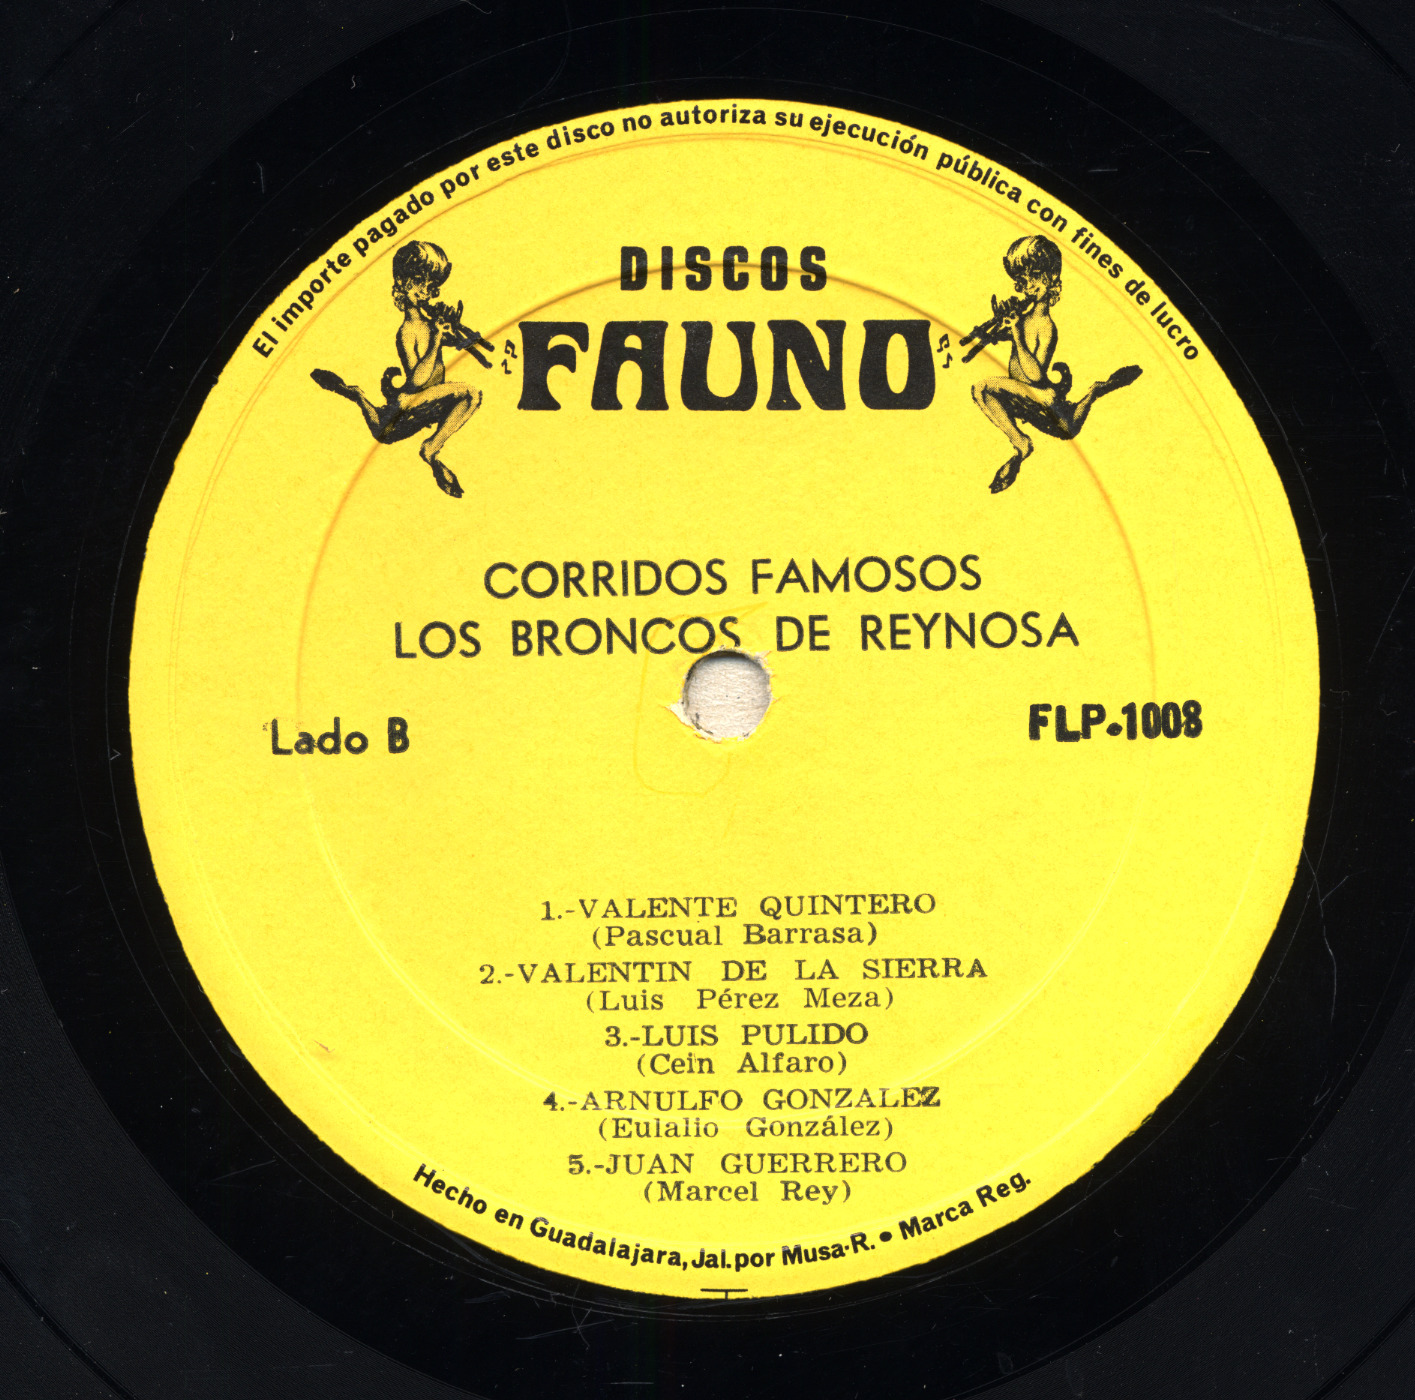 El importe pagado por este disco no autoriza su ejecución pública con fines de lucro
DISCOS
FAUNO
CORRIDOS FAMOSOS
LOS BRONCOS DE REYNOSA
Lado B
FLP.1008
1.-VALENTE QUINTERO
(Pascual Barrasa)
2.-VALENTIN DE LA SIERRA
(Luis Pérez Meza)
3.-LUIS PULIDO
(Cein Alfaro)
4.-ARNULFO GONZALEZ
(Eulalio González)
5.-JUAN GUERRERO
(Marcel Rey)
Hecho en Guadalajara, Jal. por Musa-R. • Marca Reg.